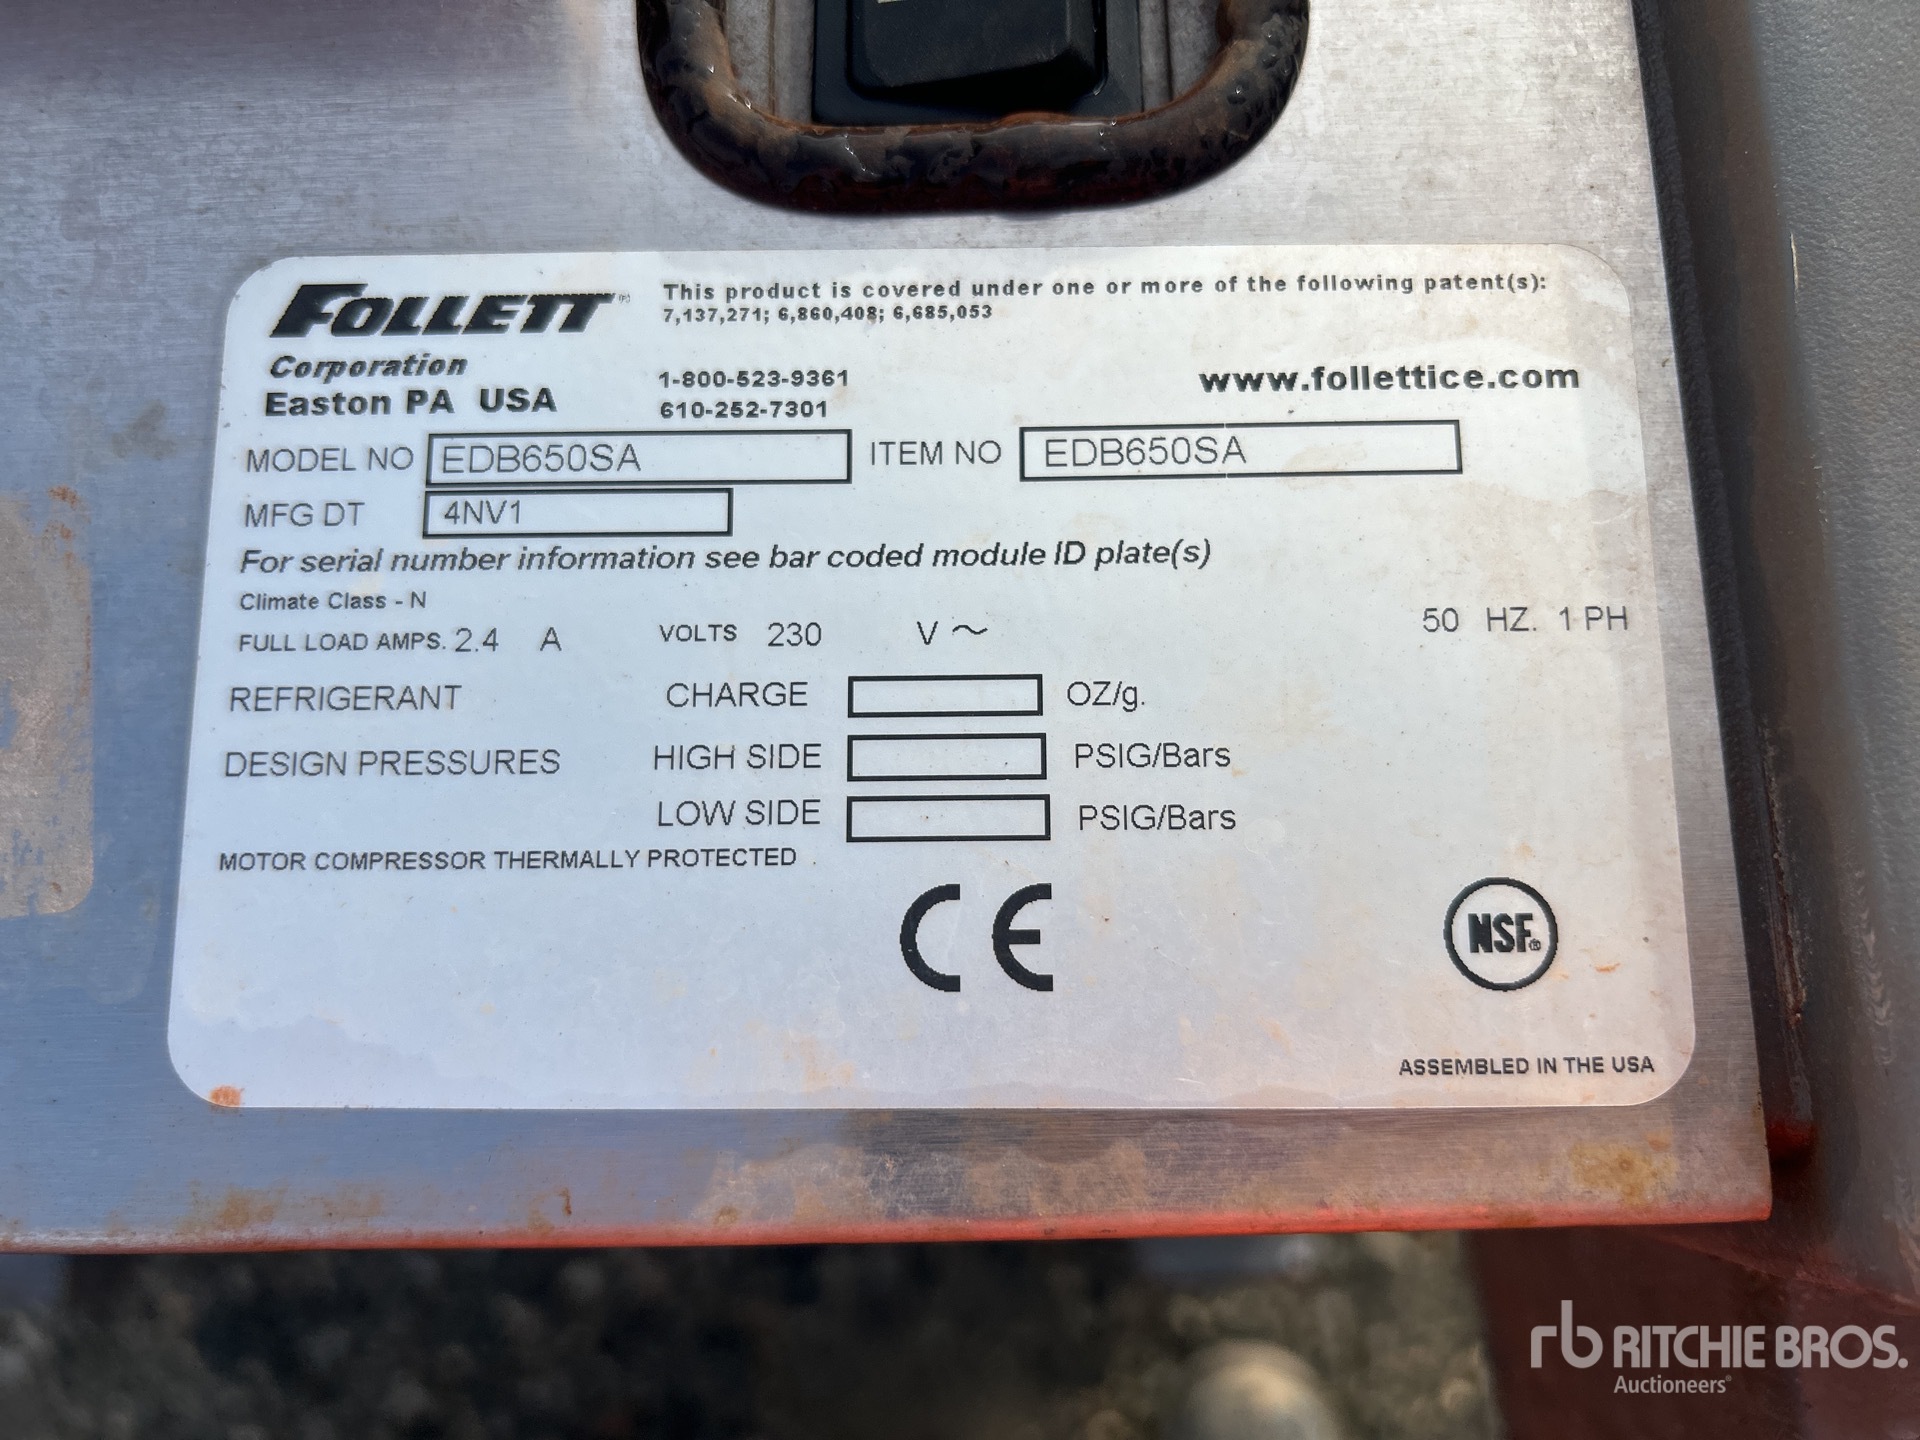 FOLLETT
Corporation
Easton PA USA
This product is covered under one or more of the following patent(s):
7,137,271; 6,860,408; 6,685,053
1-800-523-9361
610-252-7301
www.follettice.com
MODEL NO EDB650SA ITEM NO EDB650SA
MFG DT 4NV1
For serial number information see bar coded module ID plate(s)
Climate Class - N
FULL LOAD AMPS. 2.4 A VOLTS 230 V ~ 50 HZ. 1 PH
REFRIGERANT CHARGE OZ/g.
DESIGN PRESSURES HIGH SIDE PSIG/Bars
LOW SIDE PSIG/Bars
MOTOR COMPRESSOR THERMALLY PROTECTED
CE
NSF®
ASSEMBLED IN THE USA
rb RITCHIE BROS.
Auctioneers®